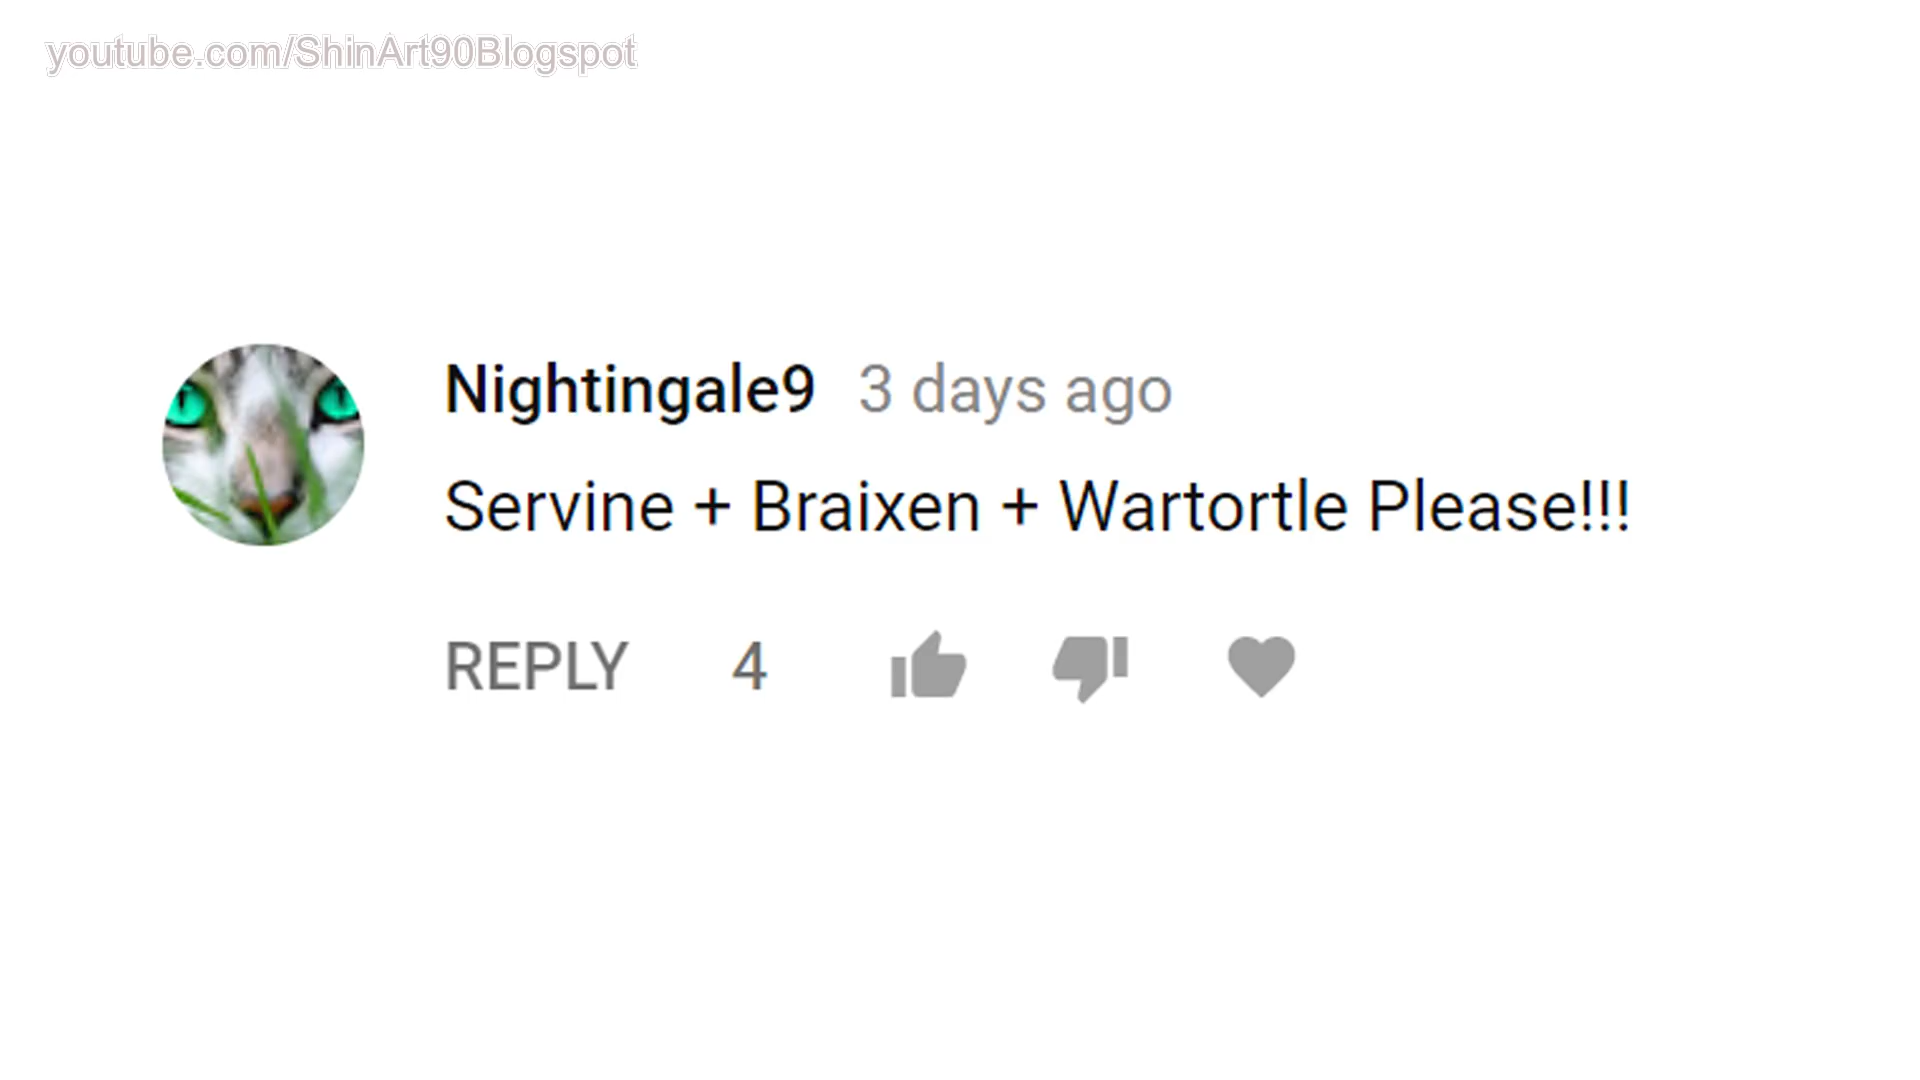 youtube.com/ShinArt90Blogspot
Nightingale9 3 days ago
Servine + Braixen + Wartortle Please!!!
REPLY 4